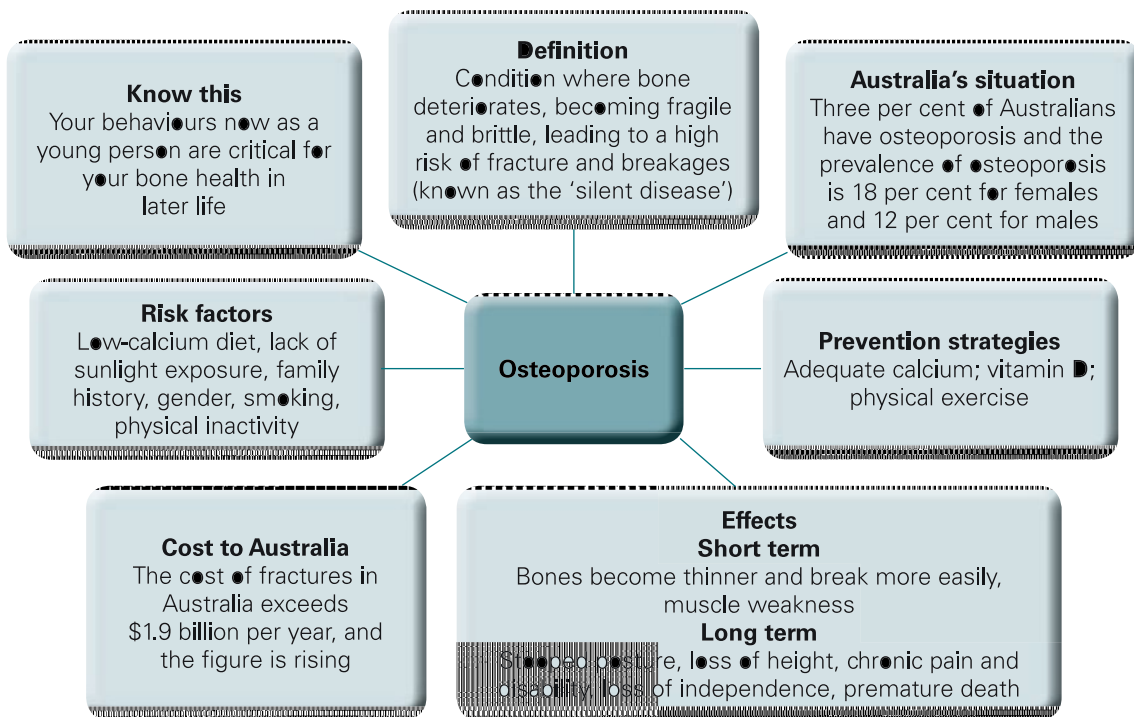 Know this
Your behaviours now as a
young person are critical for
your bone health in
later life
Definition
Condition where bone
deteriorates, becoming fragile
and brittle, leading to a high
risk of fracture and breakages
(known as the ‘silent disease’)
Australia’s situation
Three per cent of Australians
have osteoporosis and the
prevalence of osteoporosis
is 18 per cent for females
and 12 per cent for males
Risk factors
Low-calcium diet, lack of
sunlight exposure, family
history, gender, smoking,
physical inactivity
Osteoporosis
Prevention strategies
Adequate calcium; vitamin D;
physical exercise
Cost to Australia
The cost of fractures in
Australia exceeds
$1.9 billion per year, and
the figure is rising
Effects
Short term
Bones become thinner and break more easily,
muscle weakness
Long term
Stooped posture, loss of height, chronic pain and
disability, loss of independence, premature death